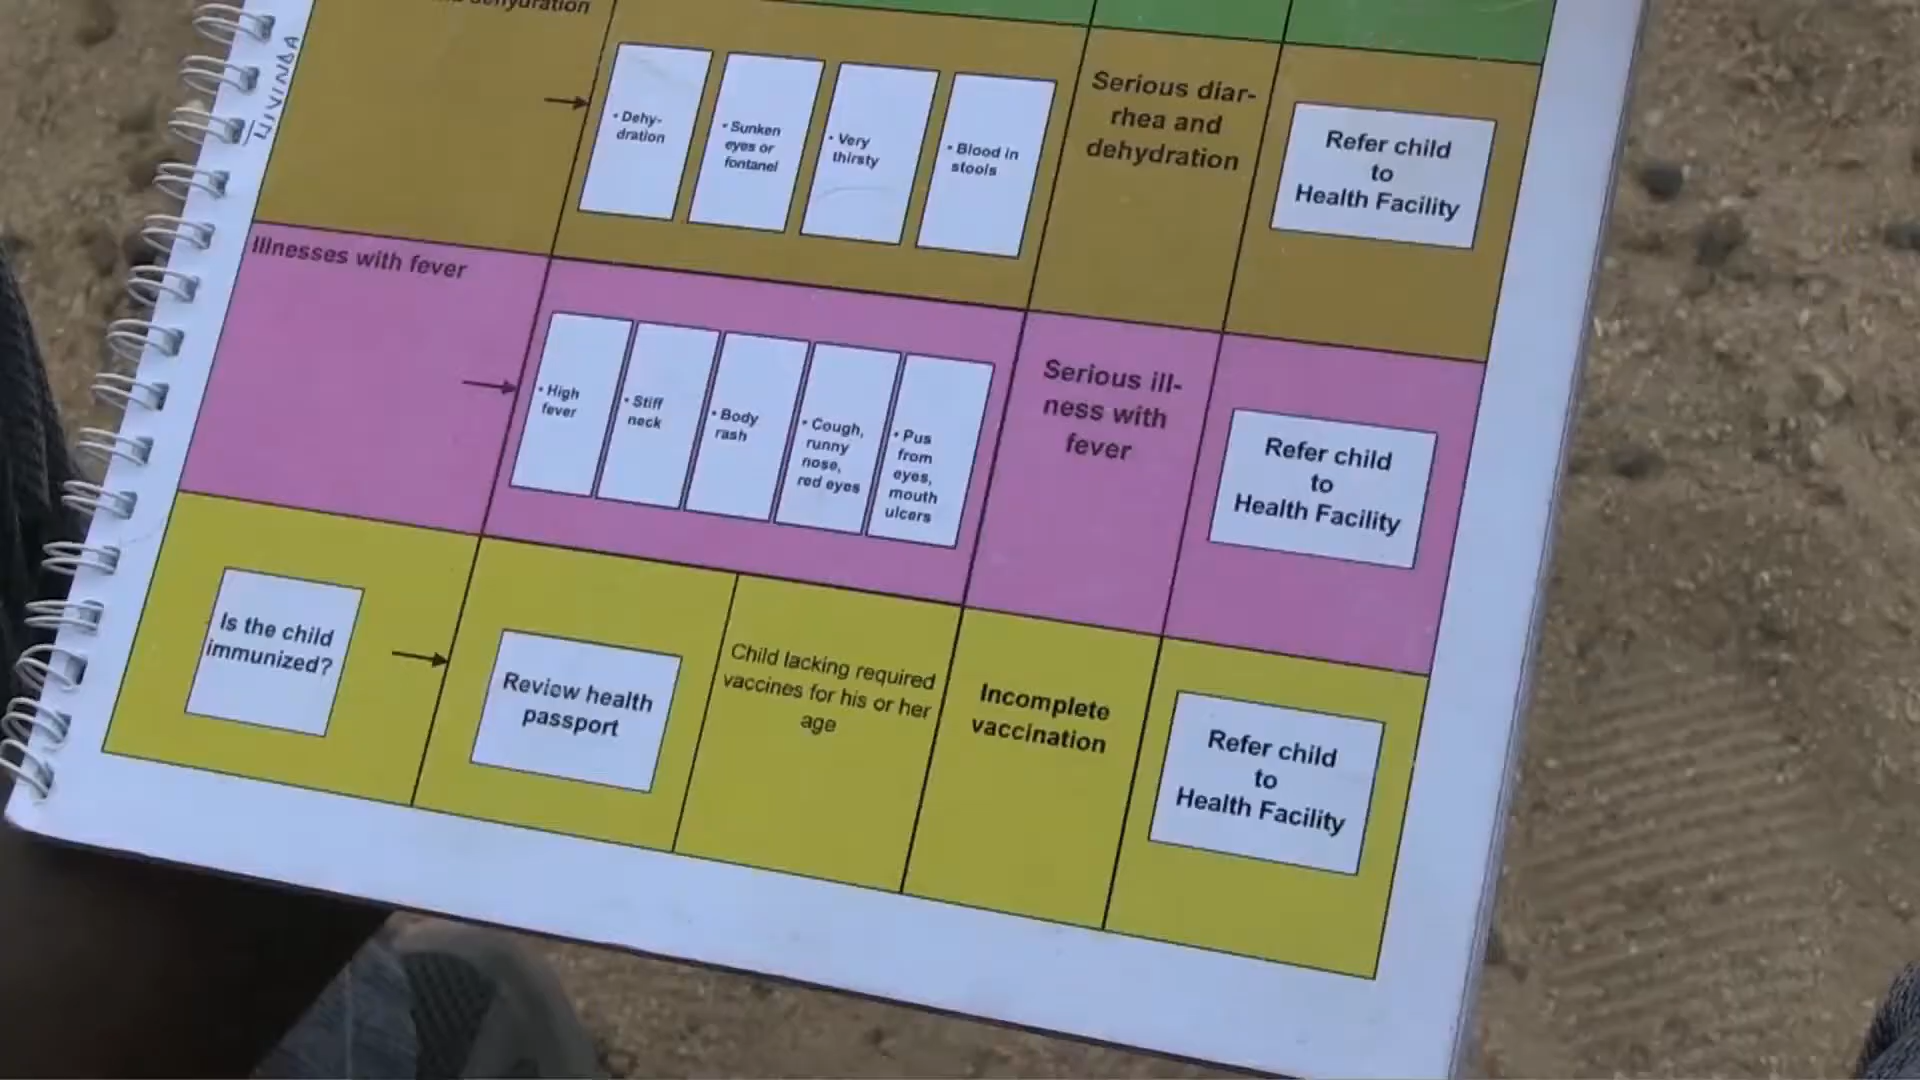 dehydration
• Dehy-
dration
• Sunken
eyes or
fontanel
• Very
thirsty
• Blood in
stools
Serious diar-
rhea and
dehydration
Refer child
to
Health Facility
Illnesses with fever
• High
fever
• Stiff
neck
• Body
rash
• Cough,
runny
nose,
red eyes
• Pus
from
eyes,
mouth
ulcers
Serious ill-
ness with
fever
Refer child
to
Health Facility
Is the child
immunized?
Review health
passport
Child lacking required
vaccines for his or her
age
Incomplete
vaccination
Refer child
to
Health Facility